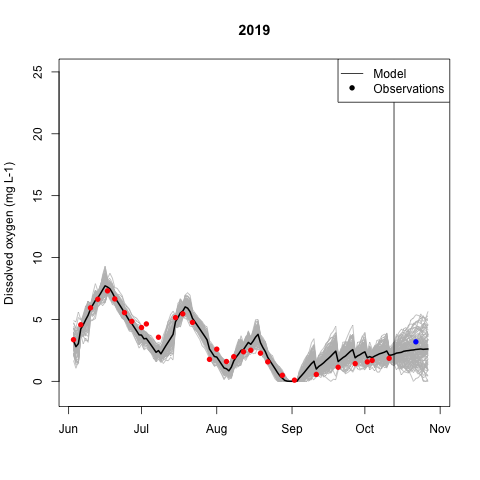 2019
Model
Observations
Dissolved oxygen (mg L-1)
25
20
15
10
5
0
Jun Jul Aug Sep Oct Nov